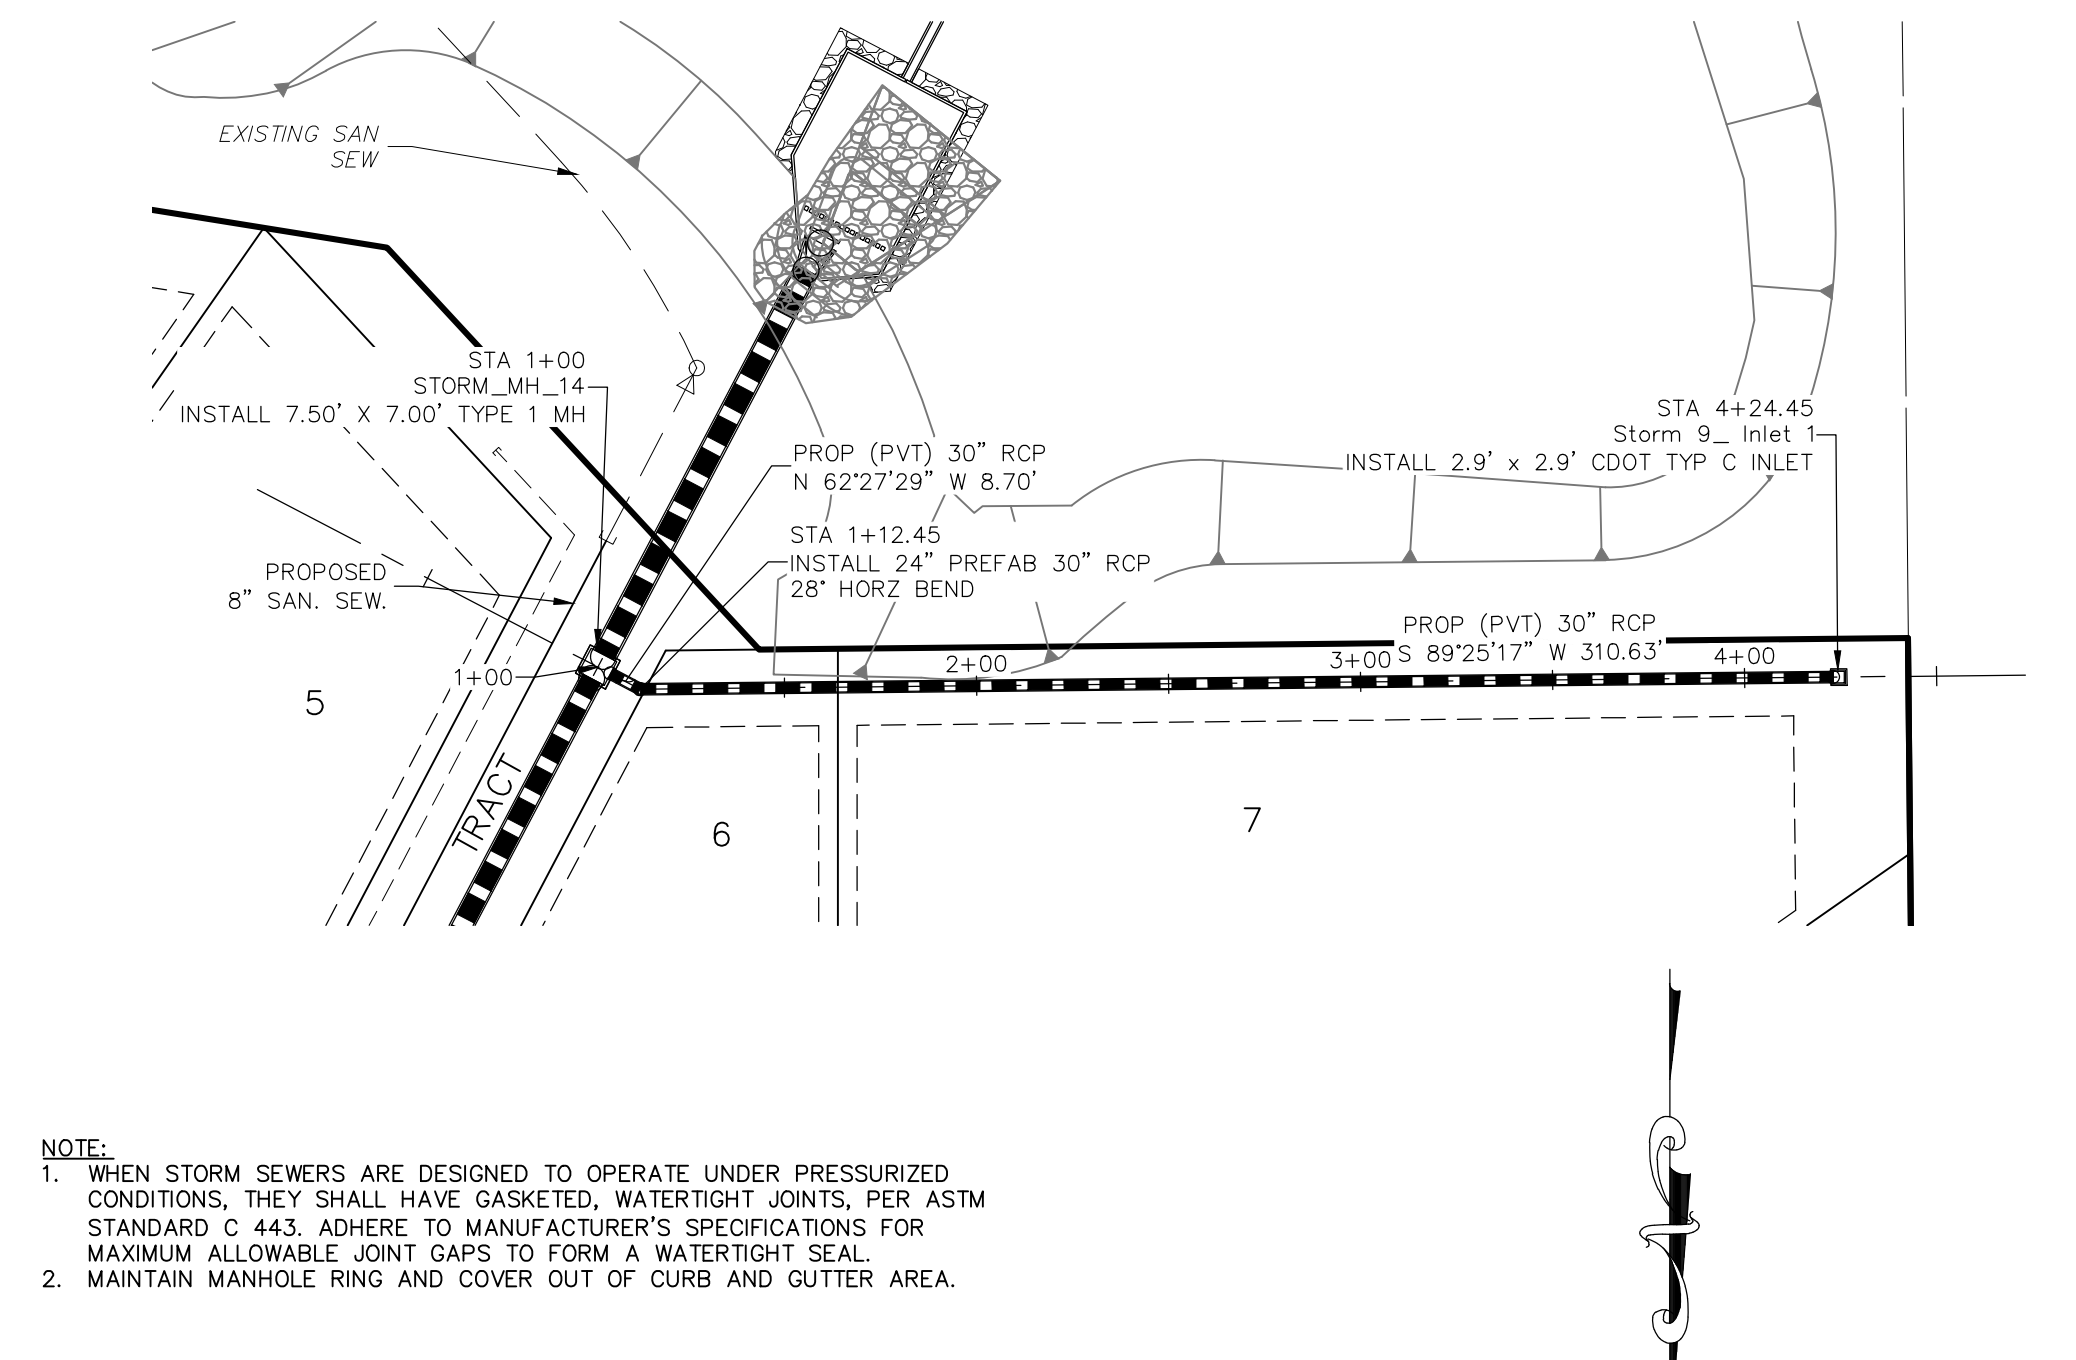 EXISTING SAN
SEW
STA 1+00
STORM_MH_14
INSTALL 7.50' X 7.00' TYPE 1 MH
STA 4+24.45
Storm 9_ Inlet 1
INSTALL 2.9' x 2.9' CDOT TYP C INLET
PROP (PVT) 30" RCP
N 62°27'29" W 8.70'
STA 1+12.45
INSTALL 24" PREFAB 30" RCP
28° HORZ BEND
PROPOSED
8" SAN. SEW.
PROP (PVT) 30" RCP
S 89°25'17" W 310.63'
1+00
2+00
3+00
4+00
5
TRACT
6
7
NOTE:
1. WHEN STORM SEWERS ARE DESIGNED TO OPERATE UNDER PRESSURIZED
CONDITIONS, THEY SHALL HAVE GASKETED, WATERTIGHT JOINTS, PER ASTM
STANDARD C 443. ADHERE TO MANUFACTURER'S SPECIFICATIONS FOR
MAXIMUM ALLOWABLE JOINT GAPS TO FORM A WATERTIGHT SEAL.
2. MAINTAIN MANHOLE RING AND COVER OUT OF CURB AND GUTTER AREA.